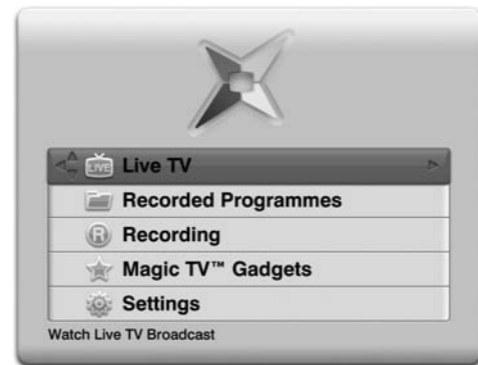 LIVE Live TV
Recorded Programmes
R Recording
Magic TV™ Gadgets
Settings
Watch Live TV Broadcast